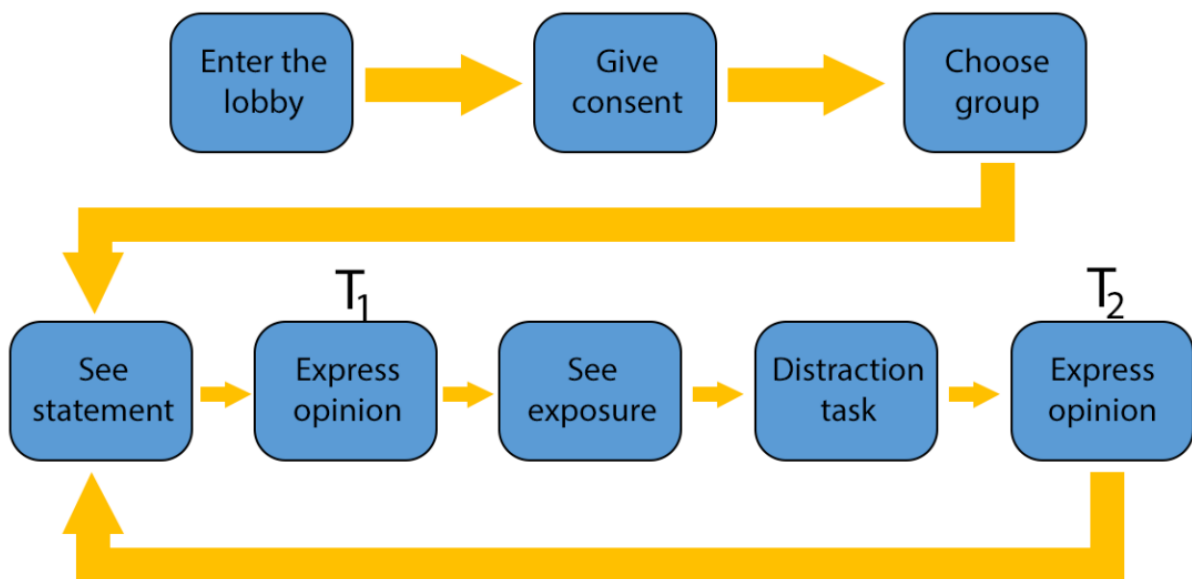 Enter the
lobby
Give
consent
Choose
group
T1
T2
See
statement
Express
opinion
See
exposure
Distraction
task
Express
opinion